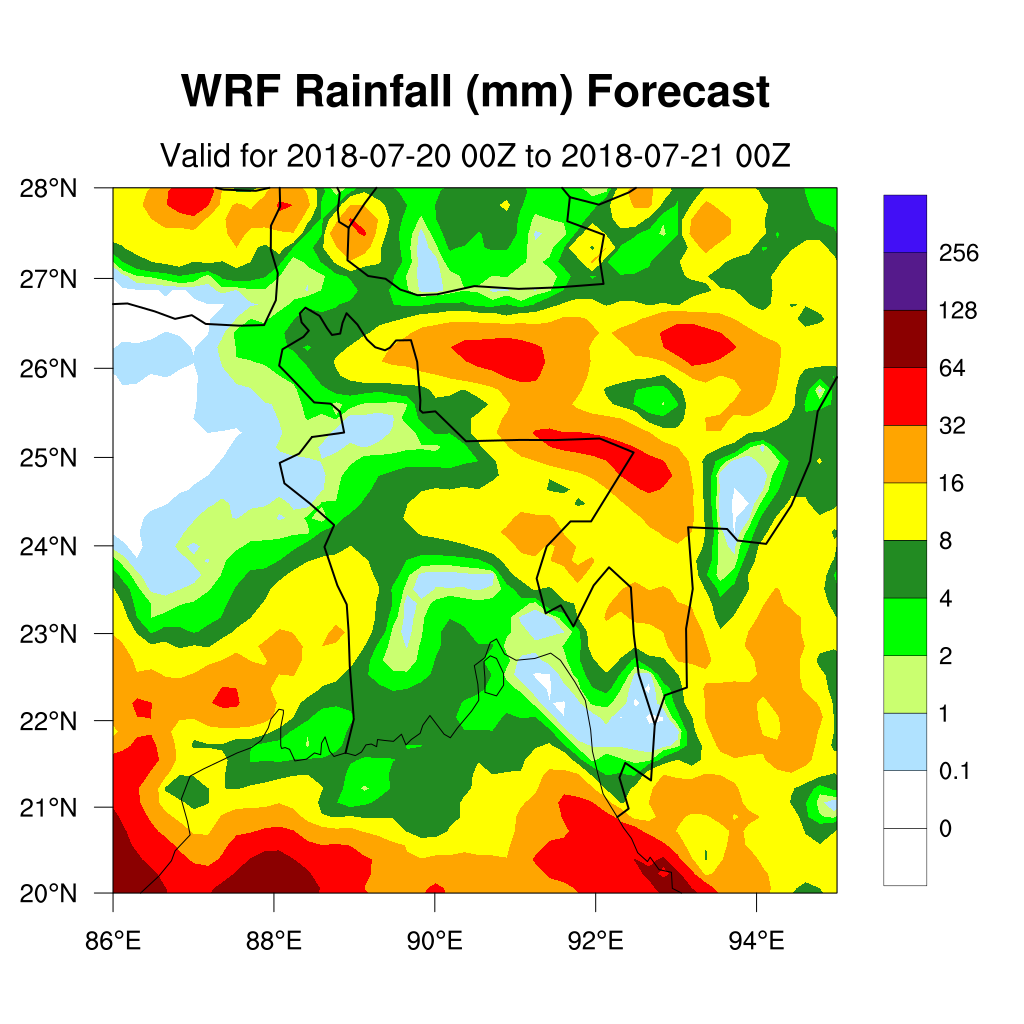 WRF Rainfall (mm) Forecast
Valid for 2018-07-20 00Z to 2018-07-21 00Z
28°N
27°N
26°N
25°N
24°N
23°N
22°N
21°N
20°N
86°E
88°E
90°E
92°E
94°E
256
128
64
32
16
8
4
2
1
0.1
0